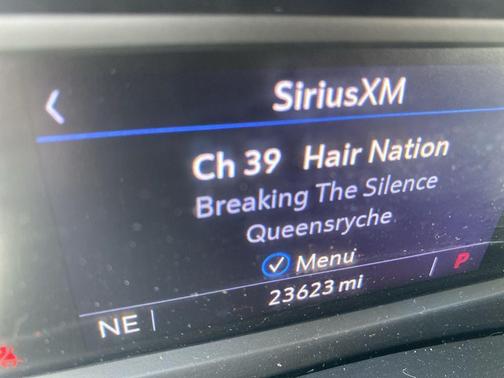 SiriusXM
Ch 39 Hair Nation
Breaking The Silence
Queensryche
Menu
23623 mi
P
NE